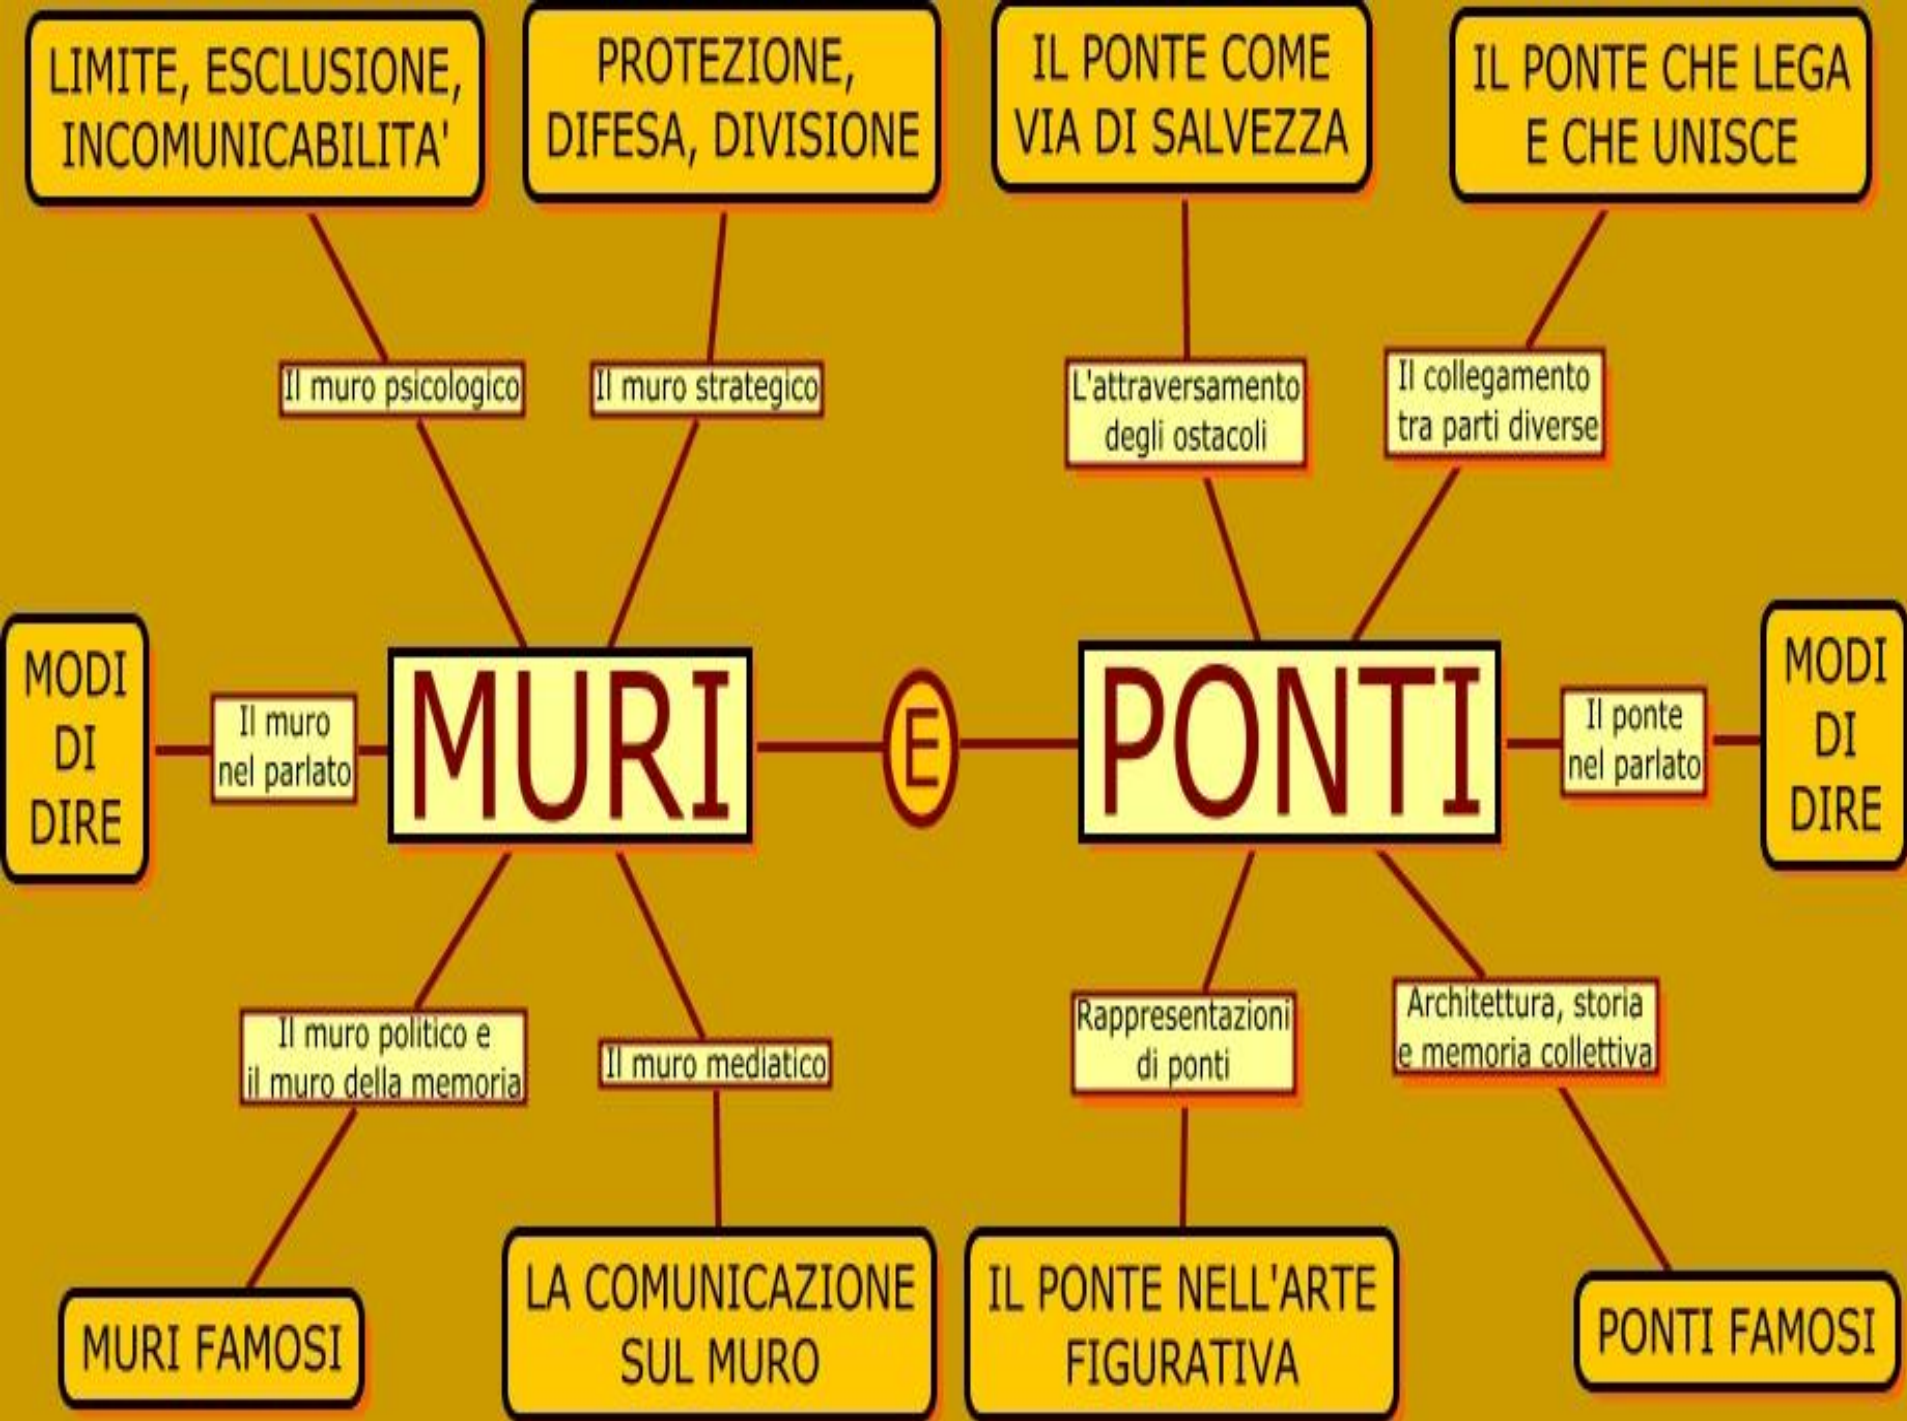 LIMITE, ESCLUSIONE,
INCOMUNICABILITA'
PROTEZIONE,
DIFESA, DIVISIONE
IL PONTE COME
VIA DI SALVEZZA
IL PONTE CHE LEGA
E CHE UNISCE
Il muro psicologico
Il muro strategico
L'attraversamento
degli ostacoli
Il collegamento
tra parti diverse
MODI
DI
DIRE
Il muro
nel parlato
MURI
E
PONTI
Il ponte
nel parlato
MODI
DI
DIRE
Il muro politico e
il muro della memoria
Il muro mediatico
Rappresentazioni
di ponti
Architettura, storia
e memoria collettiva
MURI FAMOSI
LA COMUNICAZIONE
SUL MURO
IL PONTE NELL'ARTE
FIGURATIVA
PONTI FAMOSI